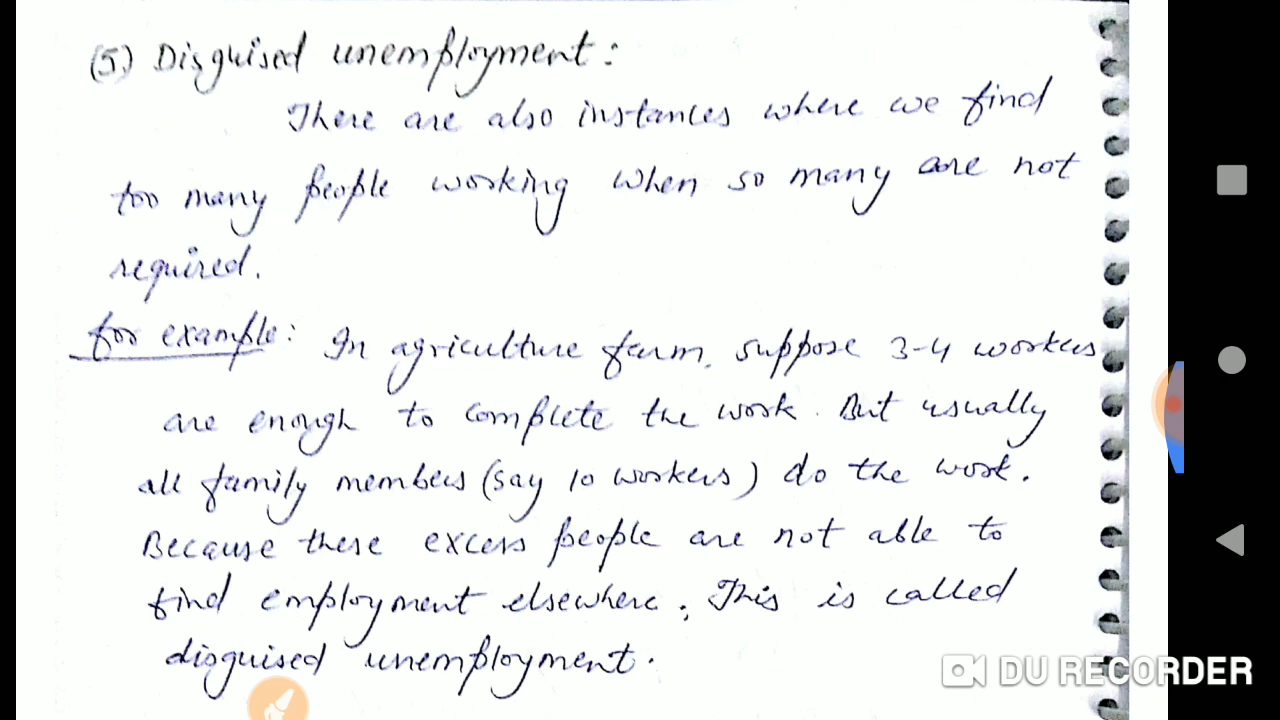 (5) Disguised unemployment:
There are also instances where we find
too many people working when so many are not
required.
for example: In agriculture farm, suppose 3-4 workers
are enough to complete the work. But usually
all family members (say 10 workers) do the work.
Because these excess people are not able to
find employment elsewhere. This is called
disguised unemployment.
DU RECORDER